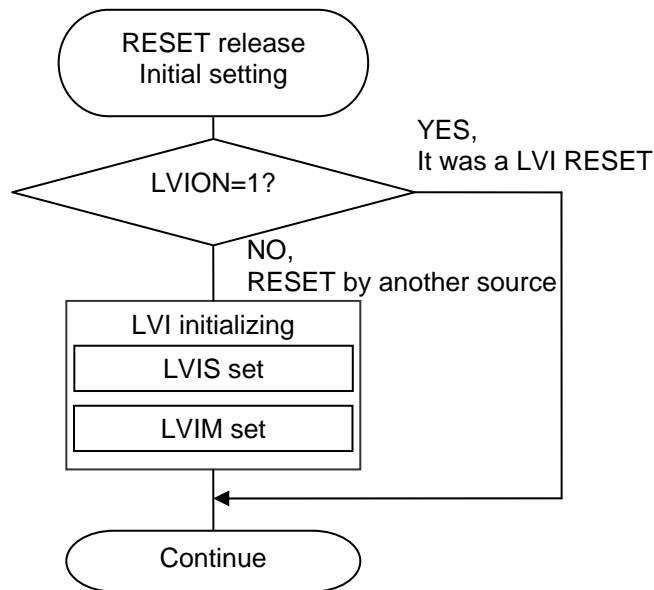 RESET release
Initial setting
YES,
It was a LVI RESET
LVION=1?
NO,
RESET by another source
LVI initializing
LVIS set
LVIM set
Continue